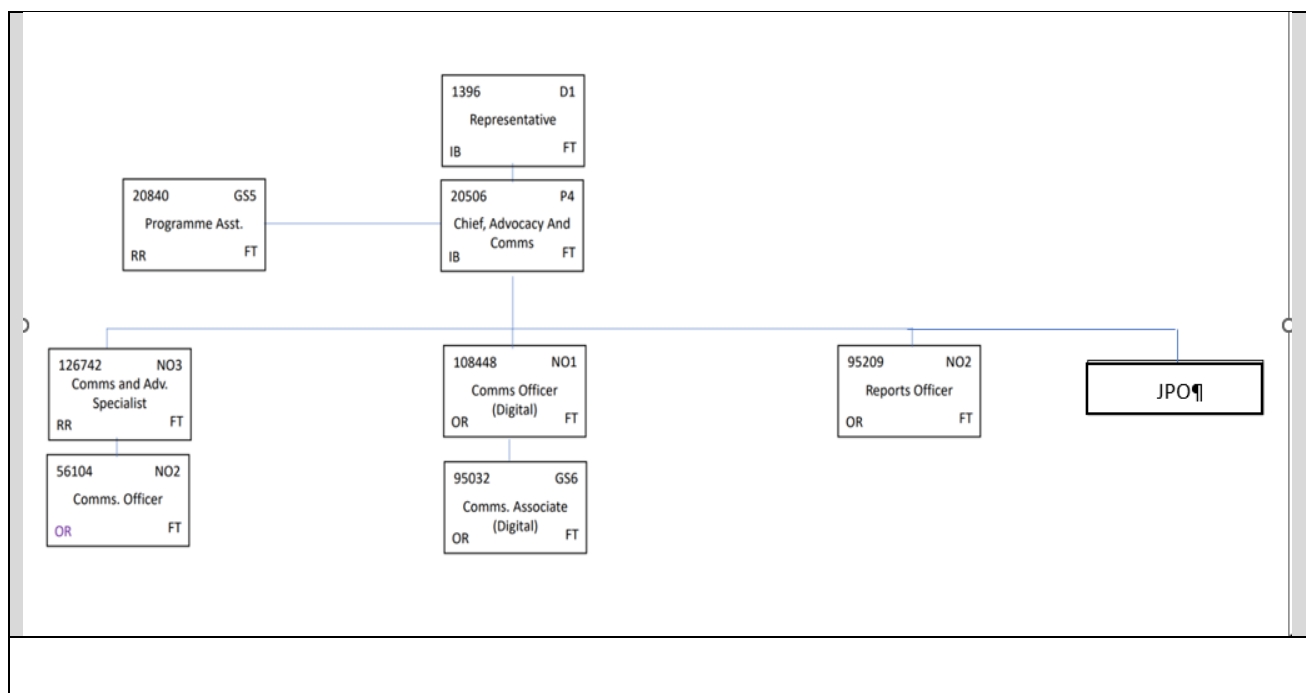 1396 D1
Representative
IB FT
20840 GS5
Programme Asst.
RR FT
20506 P4
Chief, Advocacy And
Comms
IB FT
126742 NO3
Comms and Adv.
Specialist
RR FT
108448 NO1
Comms Officer
(Digital)
OR FT
95209 NO2
Reports Officer
OR FT
JPO¶
56104 NO2
Comms. Officer
OR FT
95032 GS6
Comms. Associate
(Digital)
OR FT